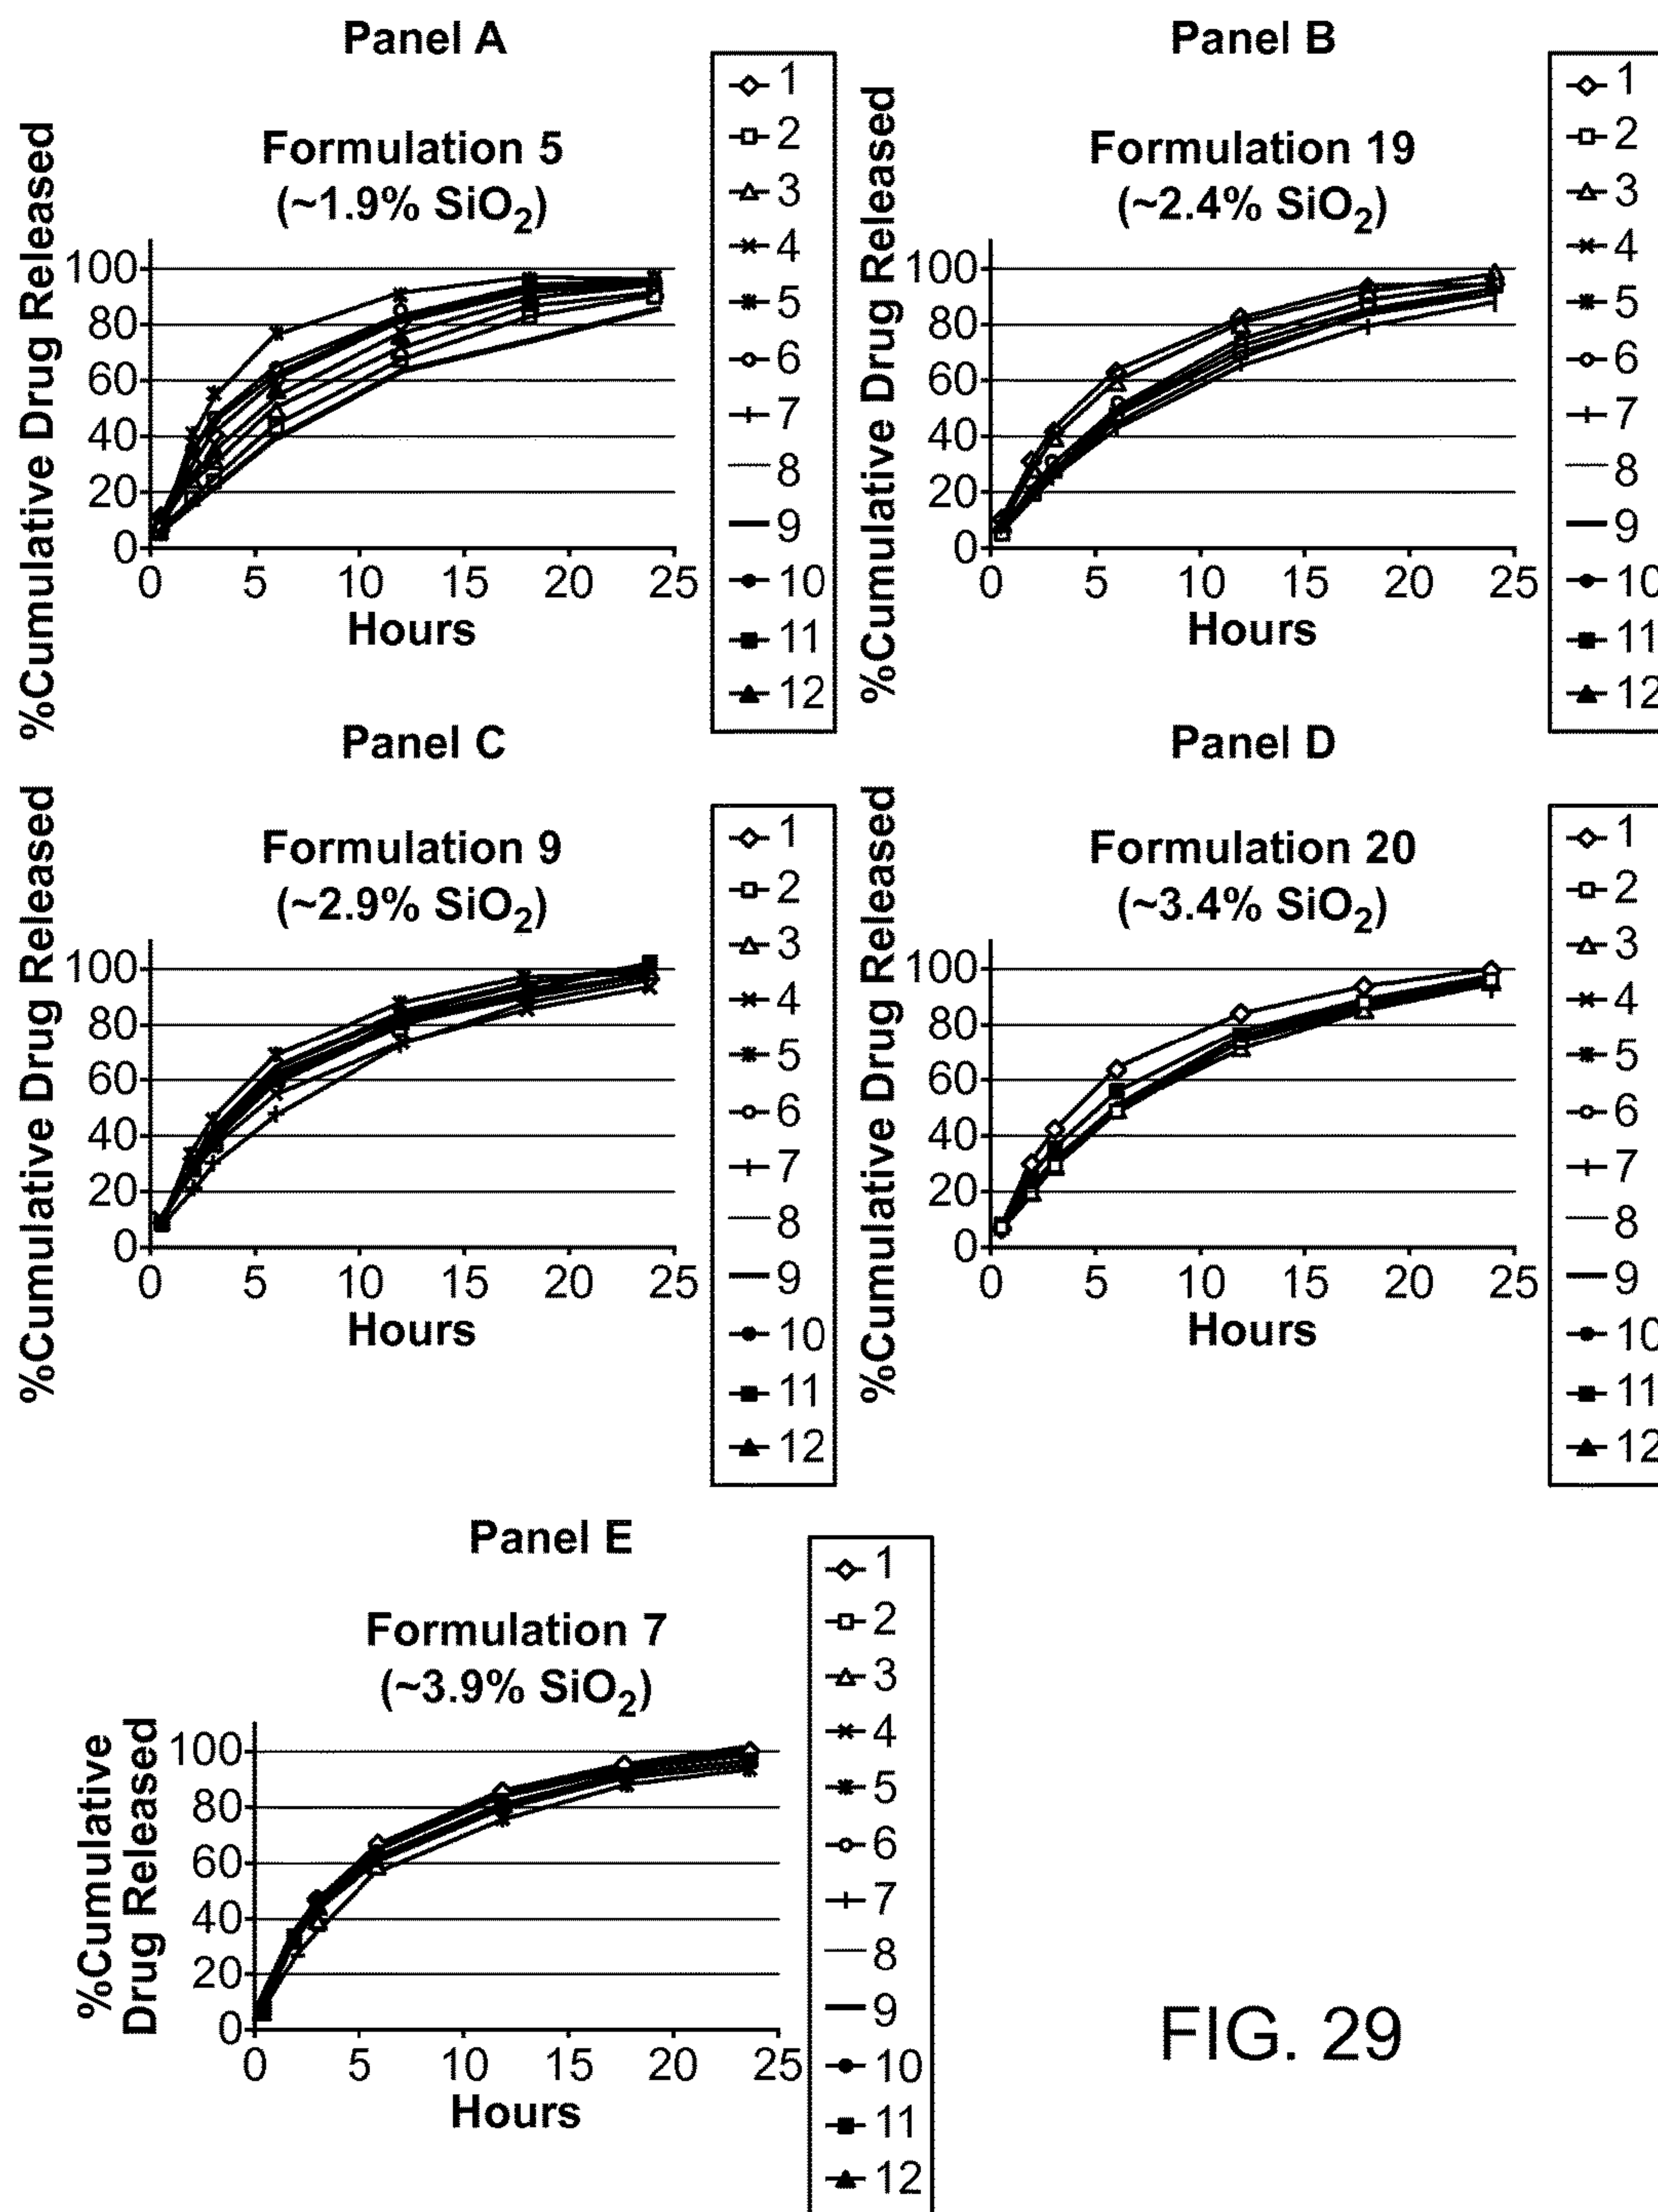 Panel A
Formulation 5
(~1.9% SiO₂)
%Cumulative Drug Released
100
80
60
40
20
0
0 5 10 15 20 25
Hours
1
2
3
4
5
6
7
8
9
10
11
12
Panel B
Formulation 19
(~2.4% SiO₂)
%Cumulative Drug Released
100
80
60
40
20
0
0 5 10 15 20 25
Hours
1
2
3
4
5
6
7
8
9
10
11
12
Panel C
Formulation 9
(~2.9% SiO₂)
%Cumulative Drug Released
100
80
60
40
20
0
0 5 10 15 20 25
Hours
1
2
3
4
5
6
7
8
9
10
11
12
Panel D
Formulation 20
(~3.4% SiO₂)
%Cumulative Drug Released
100
80
60
40
20
0
0 5 10 15 20 25
Hours
1
2
3
4
5
6
7
8
9
10
11
12
Panel E
Formulation 7
(~3.9% SiO₂)
%Cumulative
Drug Released
100
80
60
40
20
0
0 5 10 15 20 25
Hours
1
2
3
4
5
6
7
8
9
10
11
12
FIG. 29